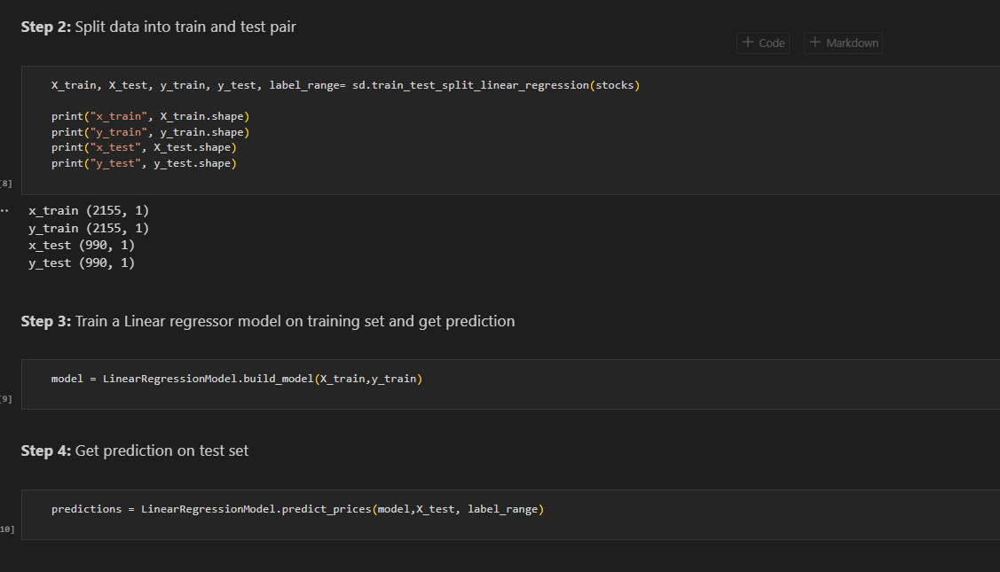 Step 2: Split data into train and test pair
+ Code + Markdown
X_train, X_test, y_train, y_test, label_range= sd.train_test_split_linear_regression(stocks)
print("x_train", X_train.shape)
print("y_train", y_train.shape)
print("x_test", X_test.shape)
print("y_test", y_test.shape)
[8]
x_train (2155, 1)
y_train (2155, 1)
x_test (990, 1)
y_test (990, 1)
Step 3: Train a Linear regressor model on training set and get prediction
model = LinearRegressionModel.build_model(X_train,y_train)
[9]
Step 4: Get prediction on test set
predictions = LinearRegressionModel.predict_prices(model,X_test, label_range)
10]